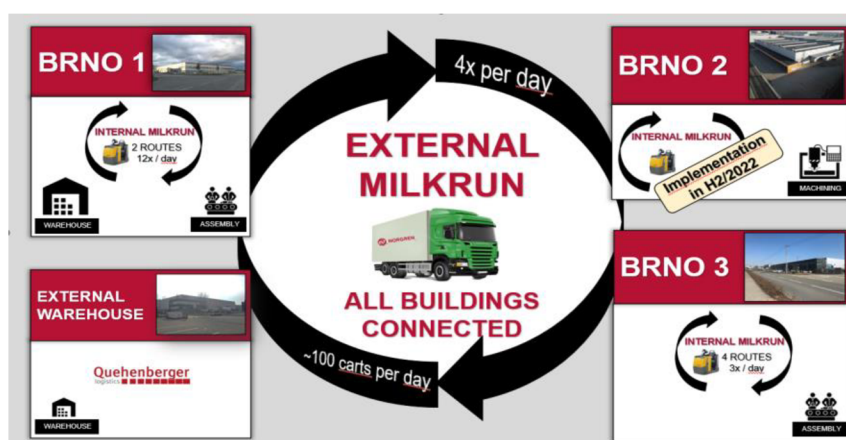 BRNO 1
INTERNAL MILKRUN
2 ROUTES
12x / day
WAREHOUSE
ASSEMBLY
EXTERNAL
WAREHOUSE
Quehenberger
logistics
WAREHOUSE
4x per day
EXTERNAL
MILKRUN
NORGREN
ALL BUILDINGS
CONNECTED
~100 carts per day
BRNO 2
INTERNAL MILKRUN
Implementation
in H2/2022
MACHINING
BRNO 3
INTERNAL MILKRUN
4 ROUTES
3x / day
ASSEMBLY